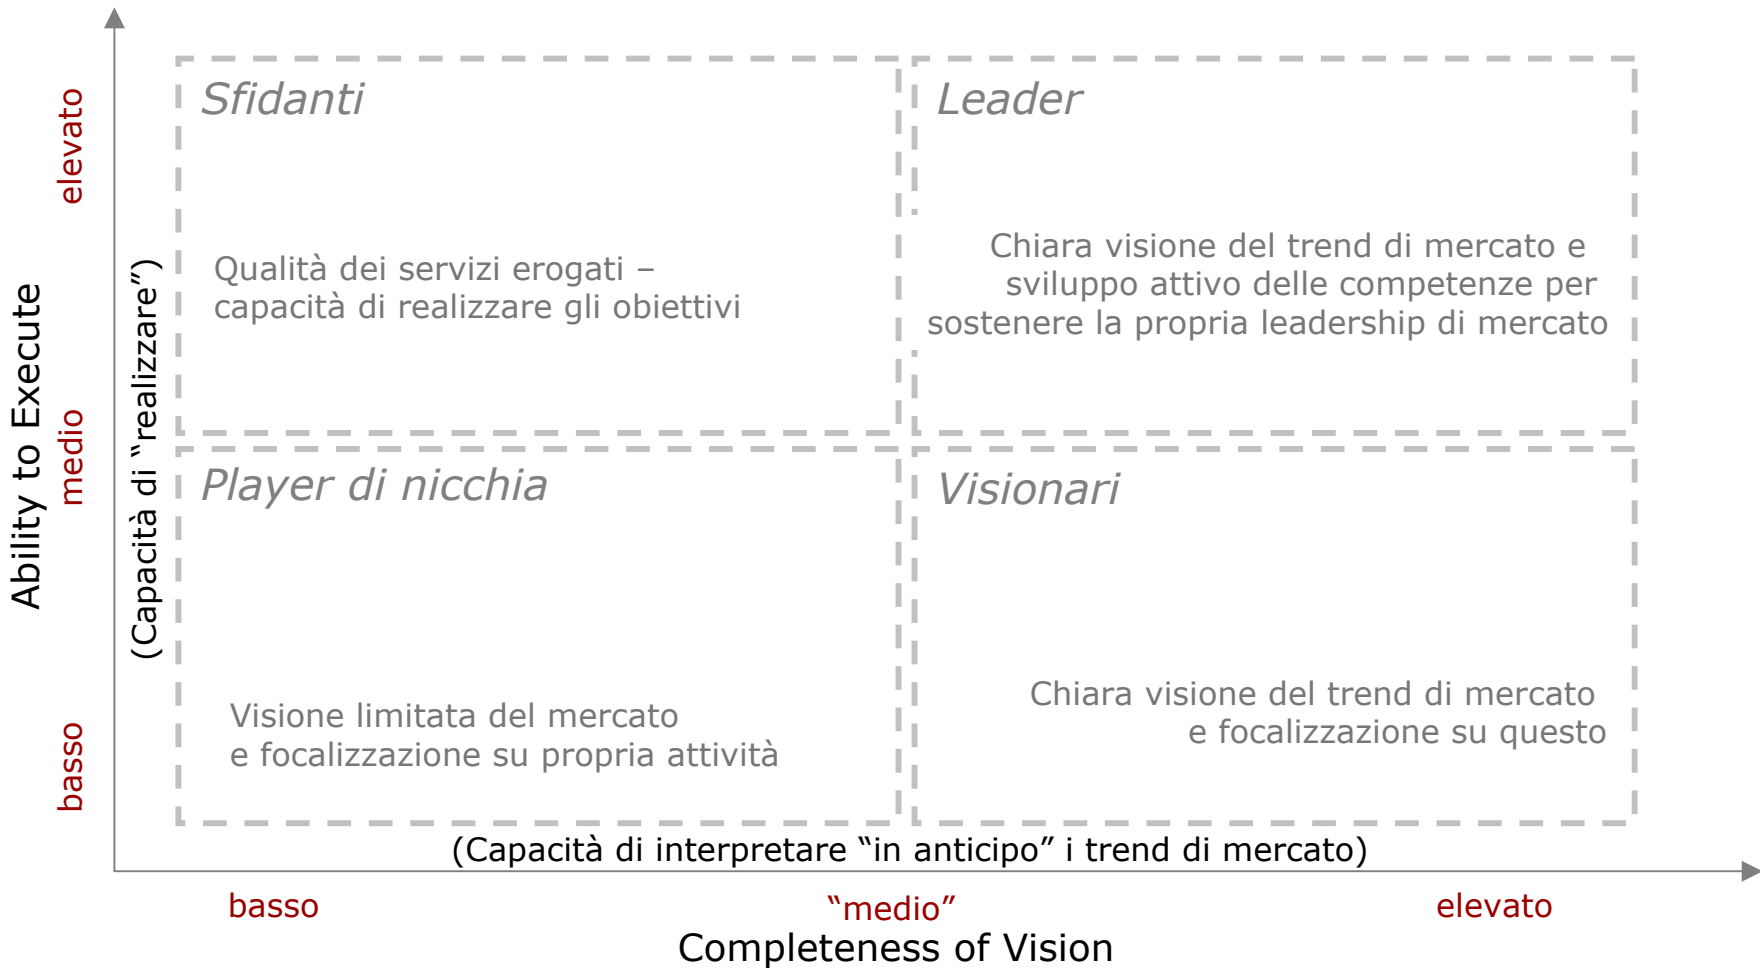 Sfidanti
Qualità dei servizi erogati –
capacità di realizzare gli obiettivi
Leader
Chiara visione del trend di mercato e
sviluppo attivo delle competenze per
sostenere la propria leadership di mercato
Player di nicchia
Visione limitata del mercato
e focalizzazione su propria attività
Visionari
Chiara visione del trend di mercato
e focalizzazione su questo
Ability to Execute
elevato
medio
basso
(Capacità di “realizzare”)
(Capacità di interpretare “in anticipo” i trend di mercato)
basso
“medio”
elevato
Completeness of Vision